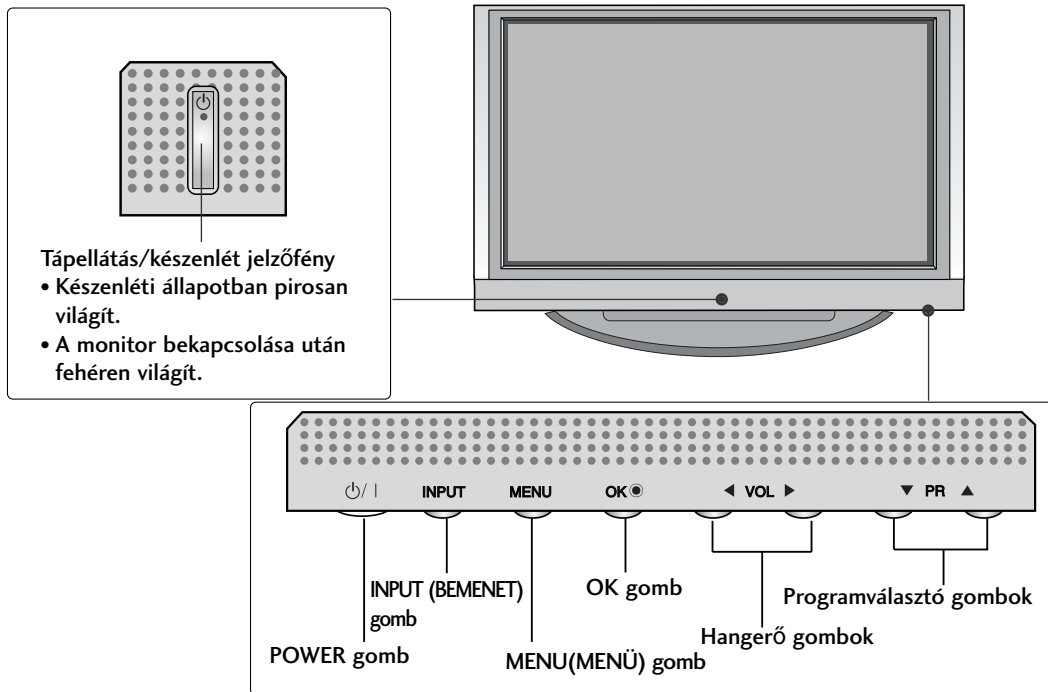 Tápellátás/készenlét jelzőfény
• Készenléti állapotban pirosan
világít.
• A monitor bekapcsolása után
fehéren világít.
⏻/ I INPUT MENU OK◉ ◀ VOL ▶ ▼ PR ▲
INPUT (BEMENET)
gomb
OK gomb
Programválasztó gombok
Hangerő gombok
POWER gomb
MENU(MENÜ) gomb